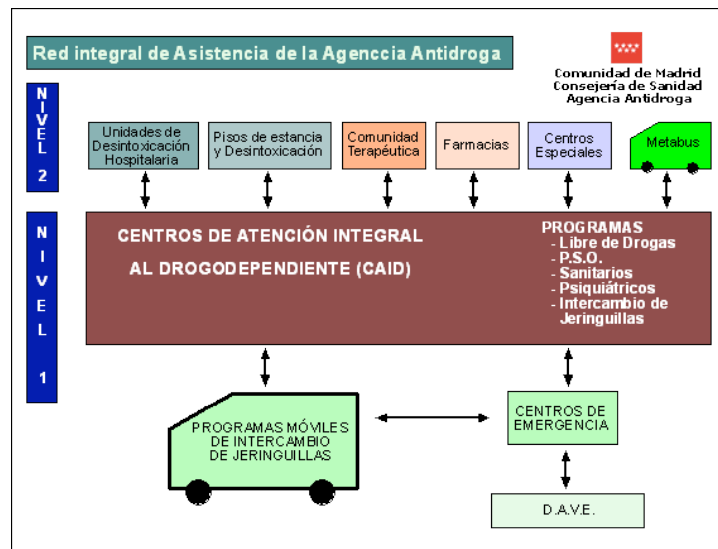 Red integral de Asistencia de la Agenccia Antidroga
Comunidad de Madrid
Consejería de Sanidad
Agencia Antidroga
NIVEL 2
Unidades de
Desintoxicación
Hospitalaria
Pisos de estancia
y Desintoxicación
Comunidad
Terapéutica
Farmacias
Centros
Especiales
Metabus
NIVEL 1
CENTROS DE ATENCIÓN INTEGRAL
AL DROGODEPENDIENTE (CAID)
PROGRAMAS
- Libre de Drogas
- P.S.O.
- Sanitarios
- Psiquiátricos
- Intercambio de
Jeringuillas
PROGRAMAS MÓVILES
DE INTERCAMBIO
DE JERINGUILLAS
CENTROS DE
EMERGENCIA
D.A.V.E.